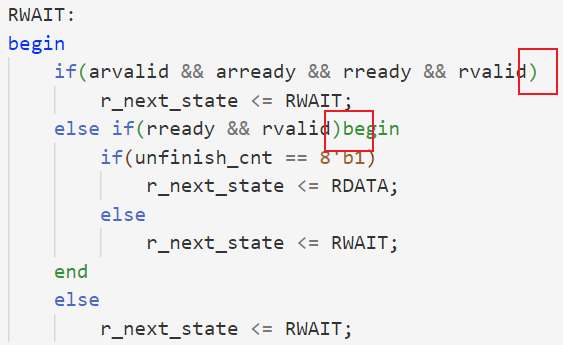 RWAIT:
begin
if(arvalid && arready && rready && rvalid)
r_next_state <= RWAIT;
else if(rready && rvalid)begin
if(unfinish_cnt == 8'b1)
r_next_state <= RDATA;
else
r_next_state <= RWAIT;
end
else
r_next_state <= RWAIT;